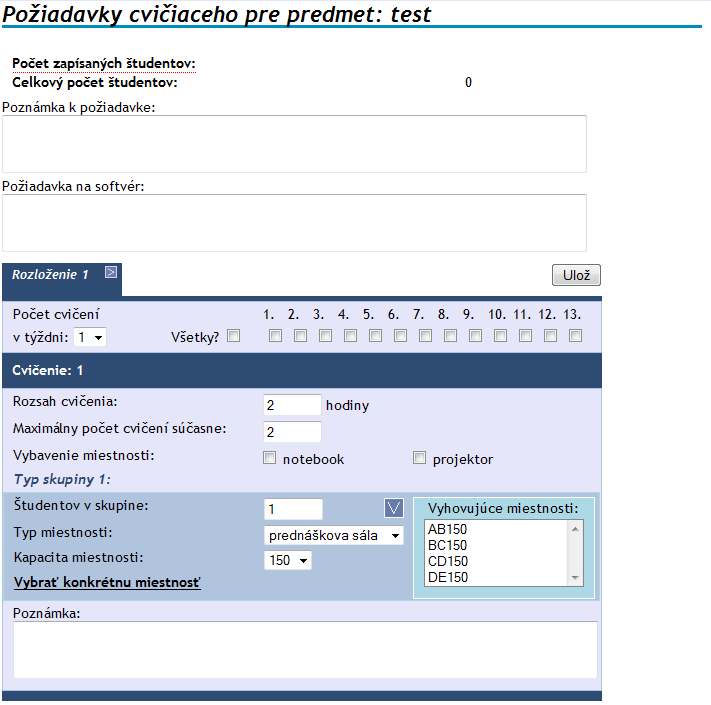 Požiadavky cvičiaceho pre predmet: test
Počet zapísaných študentov:
Celkový počet študentov: 0
Poznámka k požiadavke:
Požiadavka na softvér:
Rozloženie 1 >
Ulož
Počet cvičení 1. 2. 3. 4. 5. 6. 7. 8. 9. 10. 11. 12. 13.
v týždni: 1 Všetky?
Cvičenie: 1
Rozsah cvičenia: 2 hodiny
Maximálny počet cvičení súčasne: 2
Vybavenie miestnosti: notebook projektor
Typ skupiny 1:
Študentov v skupine: 1
Typ miestnosti: prednáškova sála
Kapacita miestnosti: 150
Vybrať konkrétnu miestnosť
Vyhovujúce miestnosti:
AB150
BC150
CD150
DE150
Poznámka: